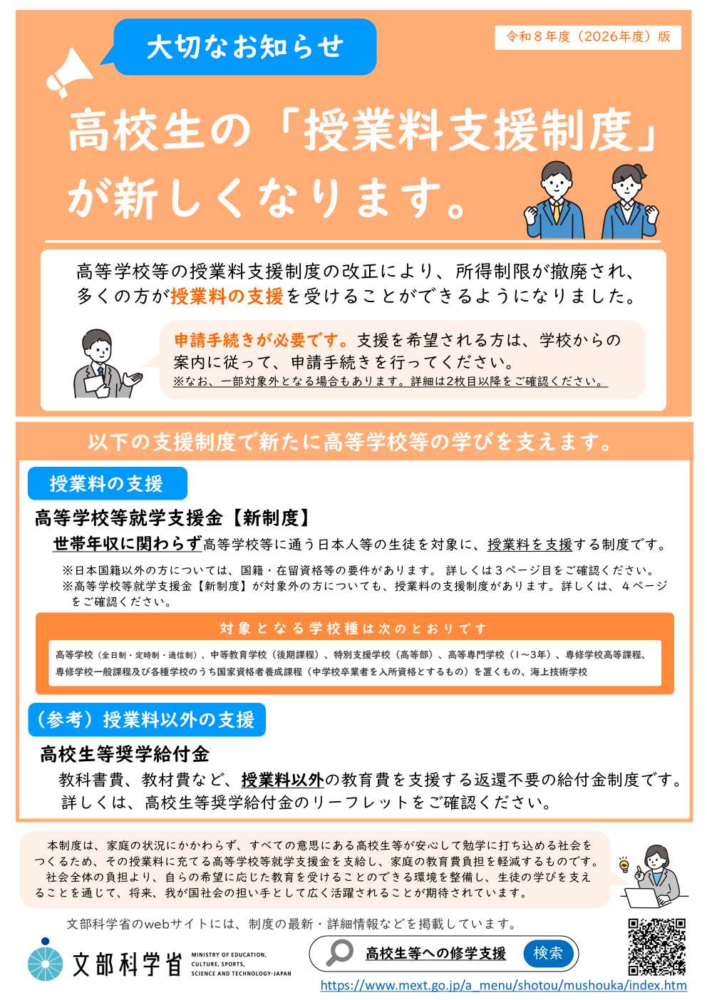 大切なお知らせ
令和８年度（2026年度）版
高校生の「授業料支援制度」
が新しくなります。
高等学校等の授業料支援制度の改正により、所得制限が撤廃され、
多くの方が授業料の支援を受けることができるようになりました。
申請手続きが必要です。支援を希望される方は、学校からの
案内に従って、申請手続きを行ってください。
※なお、一部対象外となる場合もあります。詳細は2枚目以降をご確認ください。
以下の支援制度で新たに高等学校等の学びを支えます。
授業料の支援
高等学校等就学支援金【新制度】
世帯年収に関わらず高等学校等に通う日本人等の生徒を対象に、授業料を支援する制度です。
※日本国籍以外の方については、国籍・在留資格等の要件があります。 詳しくは３ページ目をご確認ください。
※高等学校等就学支援金【新制度】が対象外の方についても、授業料の支援制度があります。詳しくは、４ページ
をご確認ください。
対象となる学校種は次のとおりです
高等学校（全日制・定時制・通信制）、中等教育学校（後期課程）、特別支援学校（高等部）、高等専門学校（1～3年）、専修学校高等課程、
専修学校一般課程及び各種学校のうち国家資格者養成課程（中学校卒業者を入所資格とするもの）を置くもの、海上技術学校
（参考）授業料以外の支援
高校生等奨学給付金
教科書費、教材費など、授業料以外の教育費を支援する返還不要の給付金制度です。
詳しくは、高校生等奨学給付金のリーフレットをご確認ください。
本制度は、家庭の状況にかかわらず、すべての意思にある高校生等が安心して勉学に打ち込める社会を
つくるため、その授業料に充てる高等学校等就学支援金を支給し、家庭の教育費負担を軽減するものです。
社会全体の負担より、自らの希望に応じた教育を受けることのできる環境を整備し、生徒の学びを支え
ることを通じて、将来、我が国社会の担い手として広く活躍されることが期待されています。
文部科学省のwebサイトには、制度の最新・詳細情報などを掲載しています。
文部科学省
MINISTRY OF EDUCATION,
CULTURE, SPORTS,
SCIENCE AND TECHNOLOGY-JAPAN
高校生等への修学支援 検索
https://www.mext.go.jp/a_menu/shotou/mushouka/index.htm